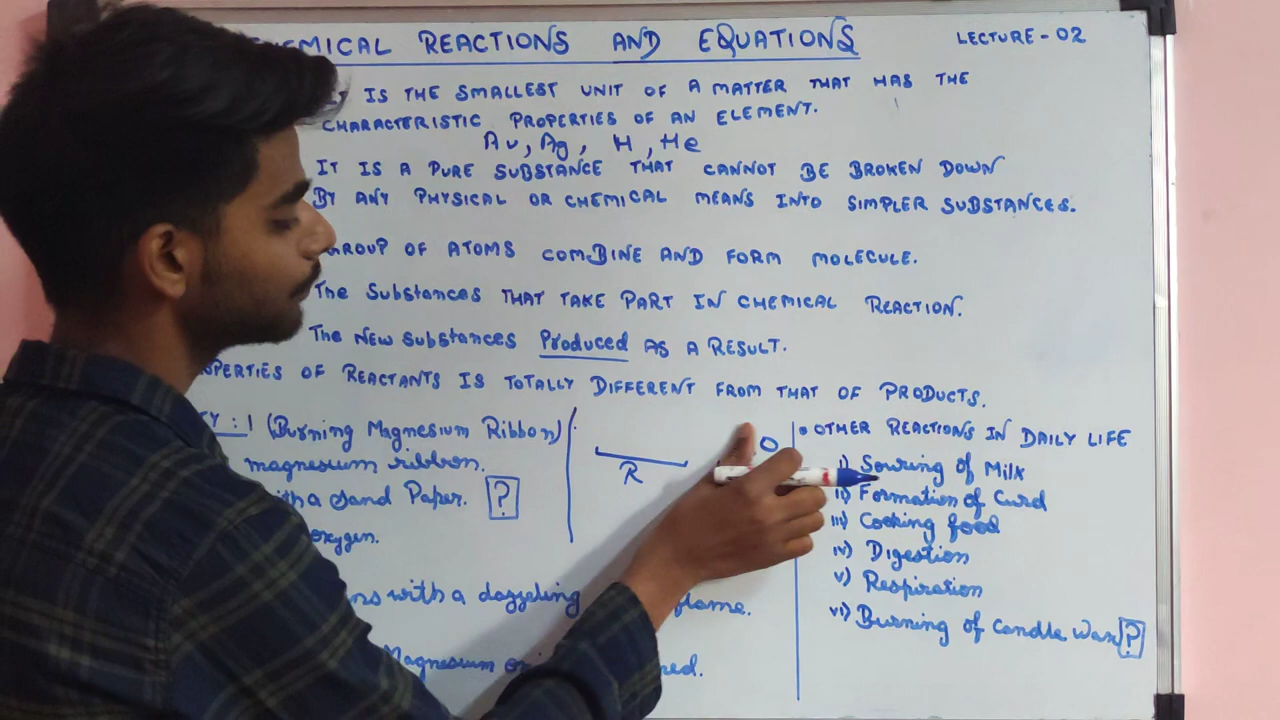 CHEMICAL REACTIONS AND EQUATIONS
LECTURE-02
IT IS THE SMALLEST UNIT OF A MATTER THAT HAS THE
CHARACTERISTIC PROPERTIES OF AN ELEMENT.
Au, Ag, H, He
IT IS A PURE SUBSTANCE THAT CANNOT BE BROKEN DOWN
BY ANY PHYSICAL OR CHEMICAL MEANS INTO SIMPLER SUBSTANCES.
GROUP OF ATOMS COMBINE AND FORM MOLECULE.
The Substances THAT TAKE PART IN CHEMICAL REACTION.
The New Substances Produced AS A RESULT.
PROPERTIES OF REACTANTS IS TOTALLY DIFFERENT FROM THAT OF PRODUCTS.
TY: 1 (Burning Magnesium Ribbon)
magnesium ribbon.
with a Sand Paper. ?
oxygen.
with a dazzeling flame.
Magnesium
R
O
• OTHER REACTIONS IN DAILY LIFE
i) Souring of Milk
ii) Formation of Curd
iii) Cooking food
iv) Digestion
v) Respiration
vi) Burning of Candle Wax ?